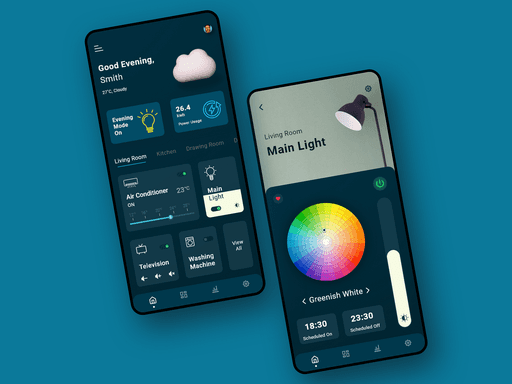 Good Evening,
Smith
27°C, Cloudy
Evening
Mode
On
26.4
kwh
Power Usage
Living Room
Kitchen
Drawing Room
Air Conditioner
ON
23°C
Main
Light
Television
Washing
Machine
View
All
Living Room
Main Light
Greenish White
18:30
Scheduled On
23:30
Scheduled Off